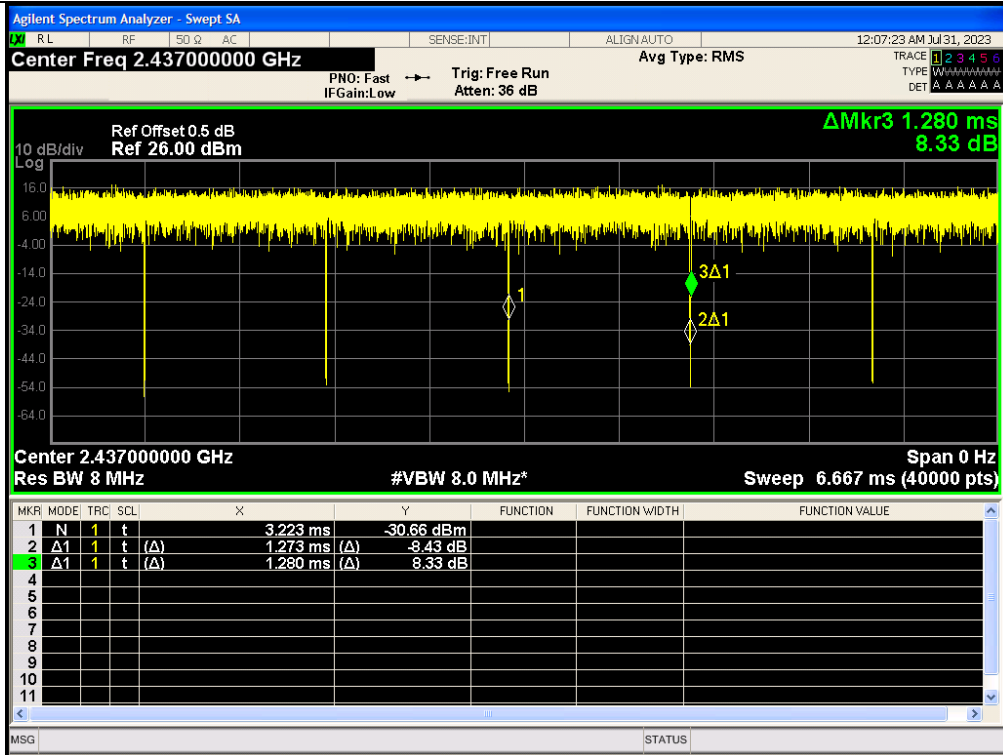 Agilent Spectrum Analyzer - Swept SA
LXI RL RF 50 Ω AC SENSE:INT ALIGN AUTO 12:07:23 AM Jul 31, 2023
Center Freq 2.437000000 GHz Avg Type: RMS TRACE 1 2 3 4 5 6
PNO: Fast Trig: Free Run TYPE
IFGain:Low Atten: 36 dB DET A A A A A A
ΔMkr3 1.280 ms
8.33 dB
Ref Offset 0.5 dB
10 dB/div Ref 26.00 dBm
Log
16.0
6.00
-4.00
-14.0
-24.0
-34.0
-44.0
-54.0
-64.0
3Δ1
1
2Δ1
Center 2.437000000 GHz Span 0 Hz
Res BW 8 MHz #VBW 8.0 MHz* Sweep 6.667 ms (40000 pts)
MKR MODE TRC SCL X Y FUNCTION FUNCTION WIDTH FUNCTION VALUE
1 N 1 t 3.223 ms -30.66 dBm
2 Δ1 1 t (Δ) 1.273 ms (Δ) -8.43 dB
3 Δ1 1 t (Δ) 1.280 ms (Δ) 8.33 dB
4
5
6
7
8
9
10
11
MSG STATUS